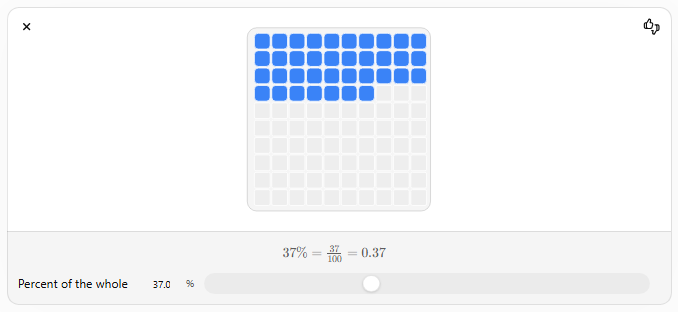 37% = 37/100 = 0.37
Percent of the whole 37.0 %